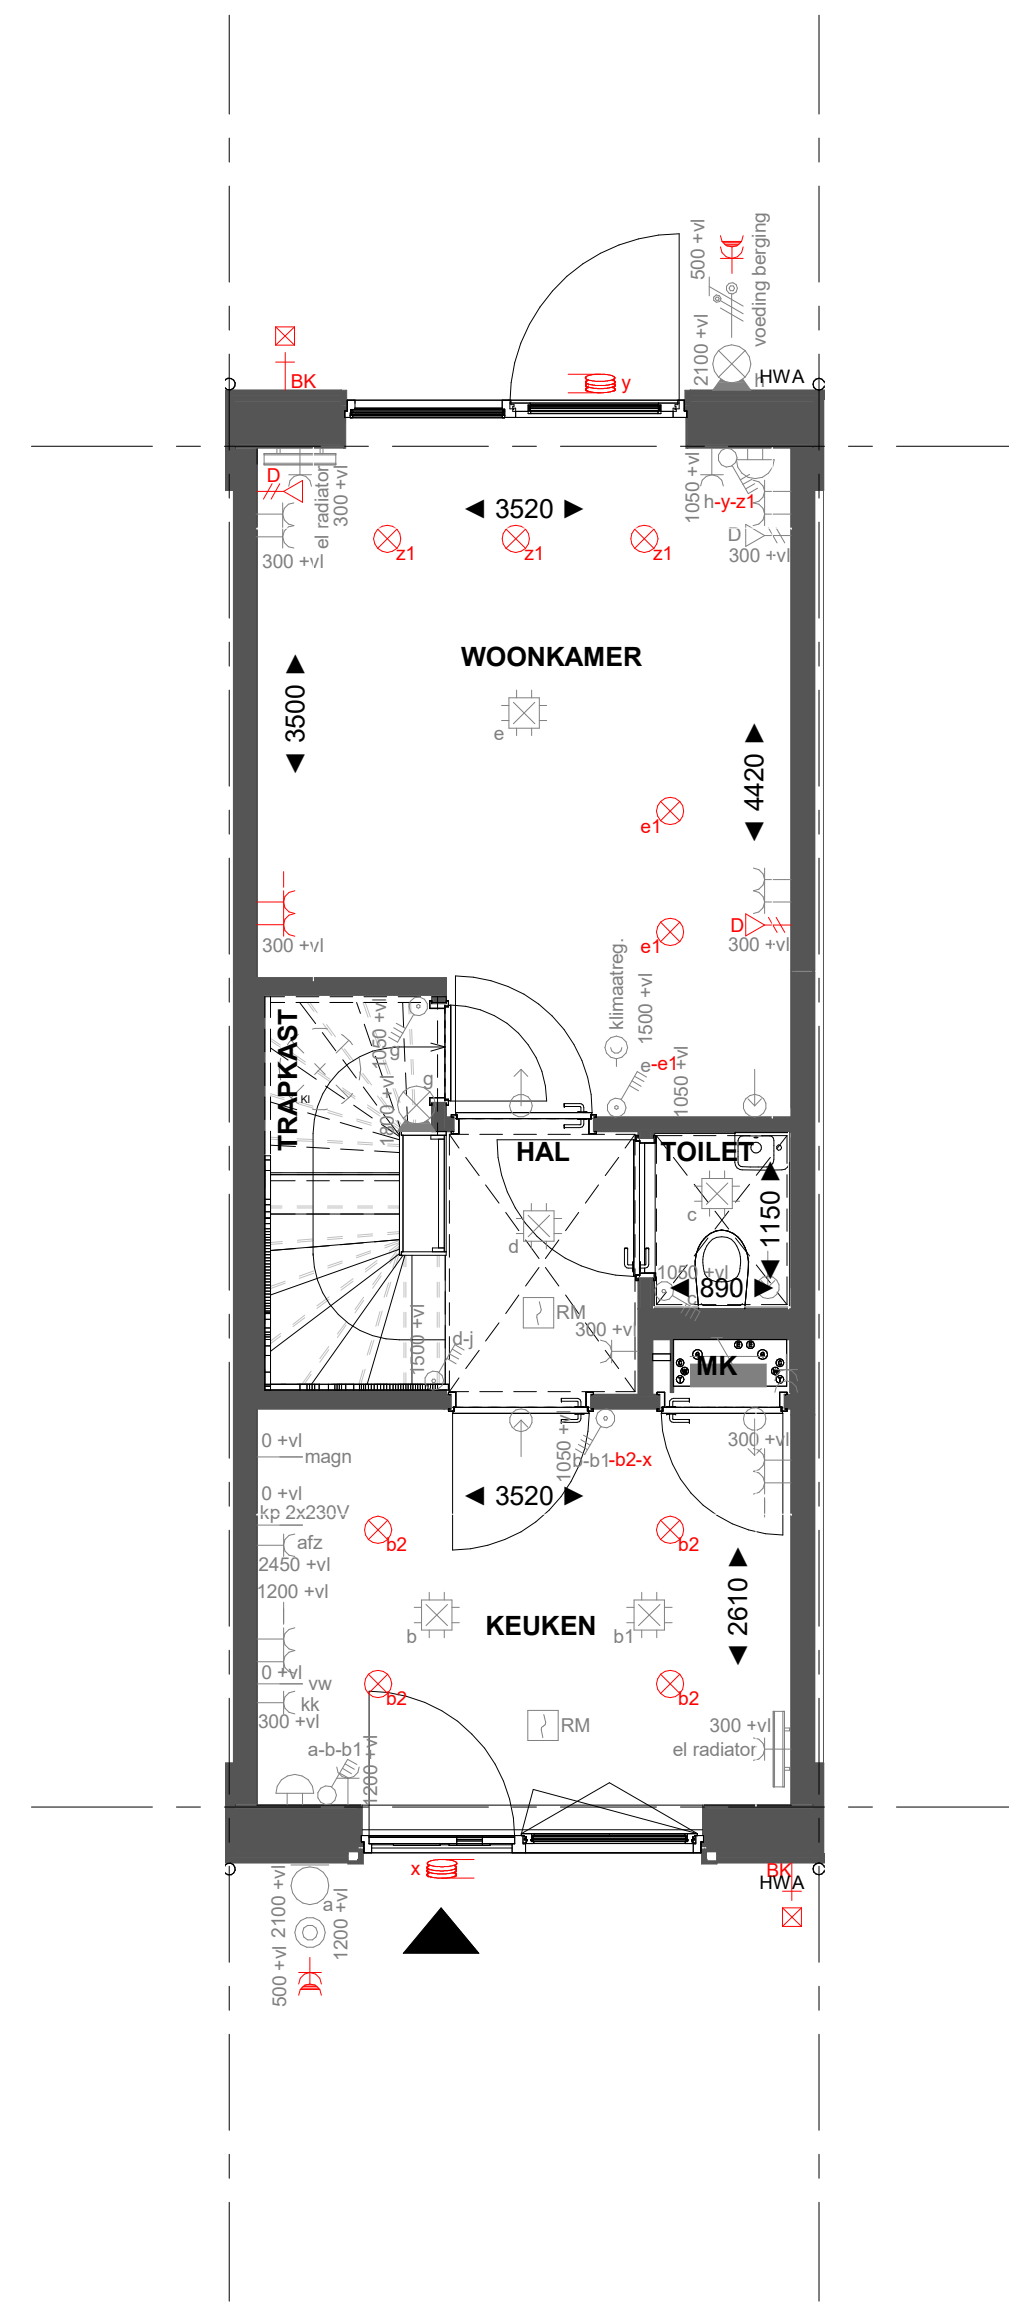 500 +vl
voeding berging
2100 +vl
h
HWA
BK
y
D
el radiator
300 +vl
300 +vl
1050 +vl
h-y-z1
D
300 +vl
3520
z1
z1
z1
WOONKAMER
3500
e
4420
e1
e1
D
300 +vl
300 +vl
klimaatreg.
1500 +vl
e-e1
1050 +vl
TRAPKAST
1050 +vl
g
g
1800 +vl
KI
HAL
TOILET
c
1150
d
1050 +vl
890
c
RM
300 +vl
1500 +vl
d-j
MK
0 +vl
magn
1050 +vl
b-b1-b2-x
300 +vl
3520
0 +vl
kp 2x230V
afz
2450 +vl
1200 +vl
b2
b2
2610
KEUKEN
b
b1
0 +vl
vw
kk
300 +vl
b2
b2
RM
300 +vl
el radiator
a-b-b1
1200 +vl
x
BK
HWA
2100 +vl
a
1200 +vl
500 +vl